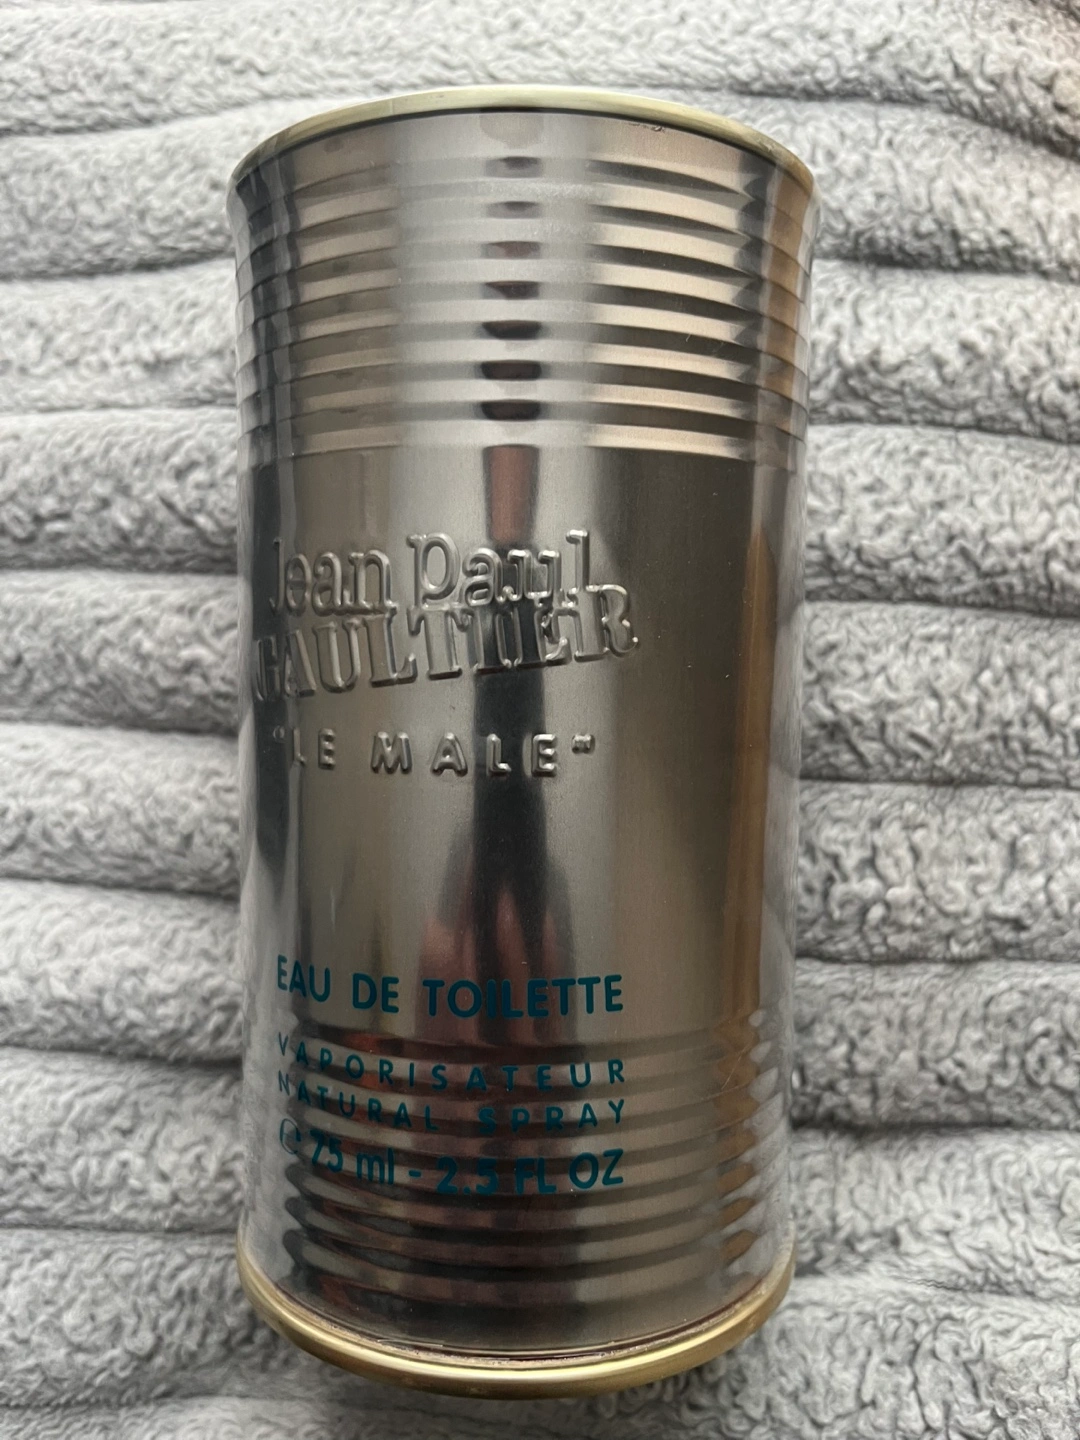 Jean Paul
GAULTIER
"LE MALE"
EAU DE TOILETTE
VAPORISATEUR
NATURAL SPRAY
℮ 75 ml - 2.5 FL OZ